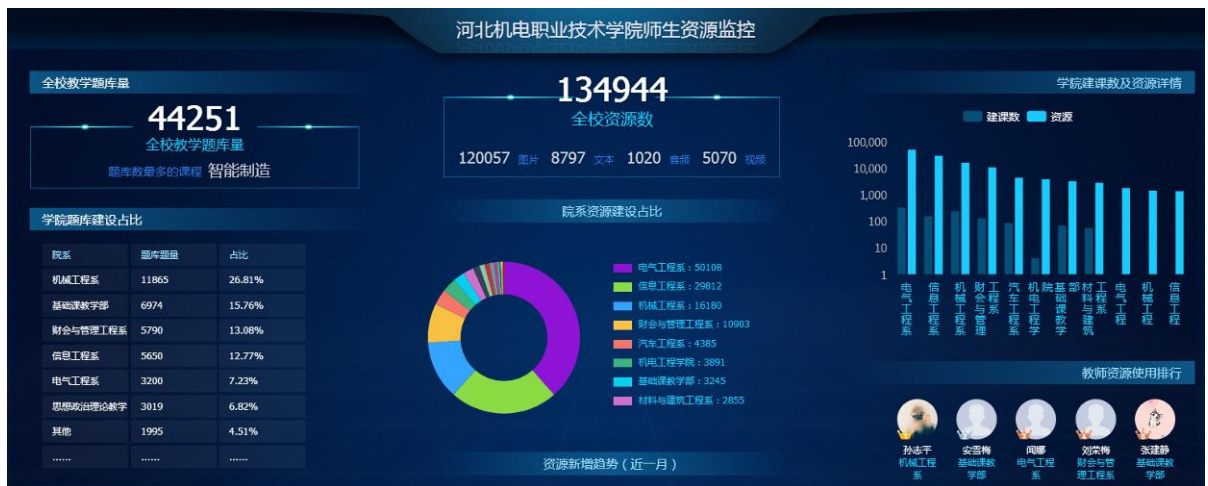 河北机电职业技术学院师生资源监控
全校教学题库量
44251
全校教学题库量
题库数最多的课程 智能制造
学院题库建设占比
院系 题库题量 占比
机械工程系 11865 26.81%
基础课教学部 6974 15.76%
财会与管理工程系 5790 13.08%
信息工程系 5650 12.77%
电气工程系 3200 7.23%
思想政治理论教学 3019 6.82%
其他 1995 4.51%
...... ...... ......
134944
全校资源数
120057 图片 8797 文本 1020 音频 5070 视频
院系资源建设占比
电气工程系：50108
信息工程系：29812
机械工程系：16180
财会与管理工程系：10903
汽车工程系：4385
机电工程学院：3891
基础课教学部：3245
材料与建筑工程系：2855
资源新增趋势（近一月）
学院建课数及资源详情
建课数 资源
100,000
10,000
1,000
100
10
1
电气工程系
信息工程系
机械工程系
财会与管理工程系
汽车工程系
机电工程学院
基础课教学部
材料与建筑工程系
电气工程
机械工程
信息工程
教师资源使用排行
孙志平 安雪梅 闻娜 刘荣梅 张建静
机械工程系 基础课教学部 电气工程系 财会与管理工程系 基础课教学部